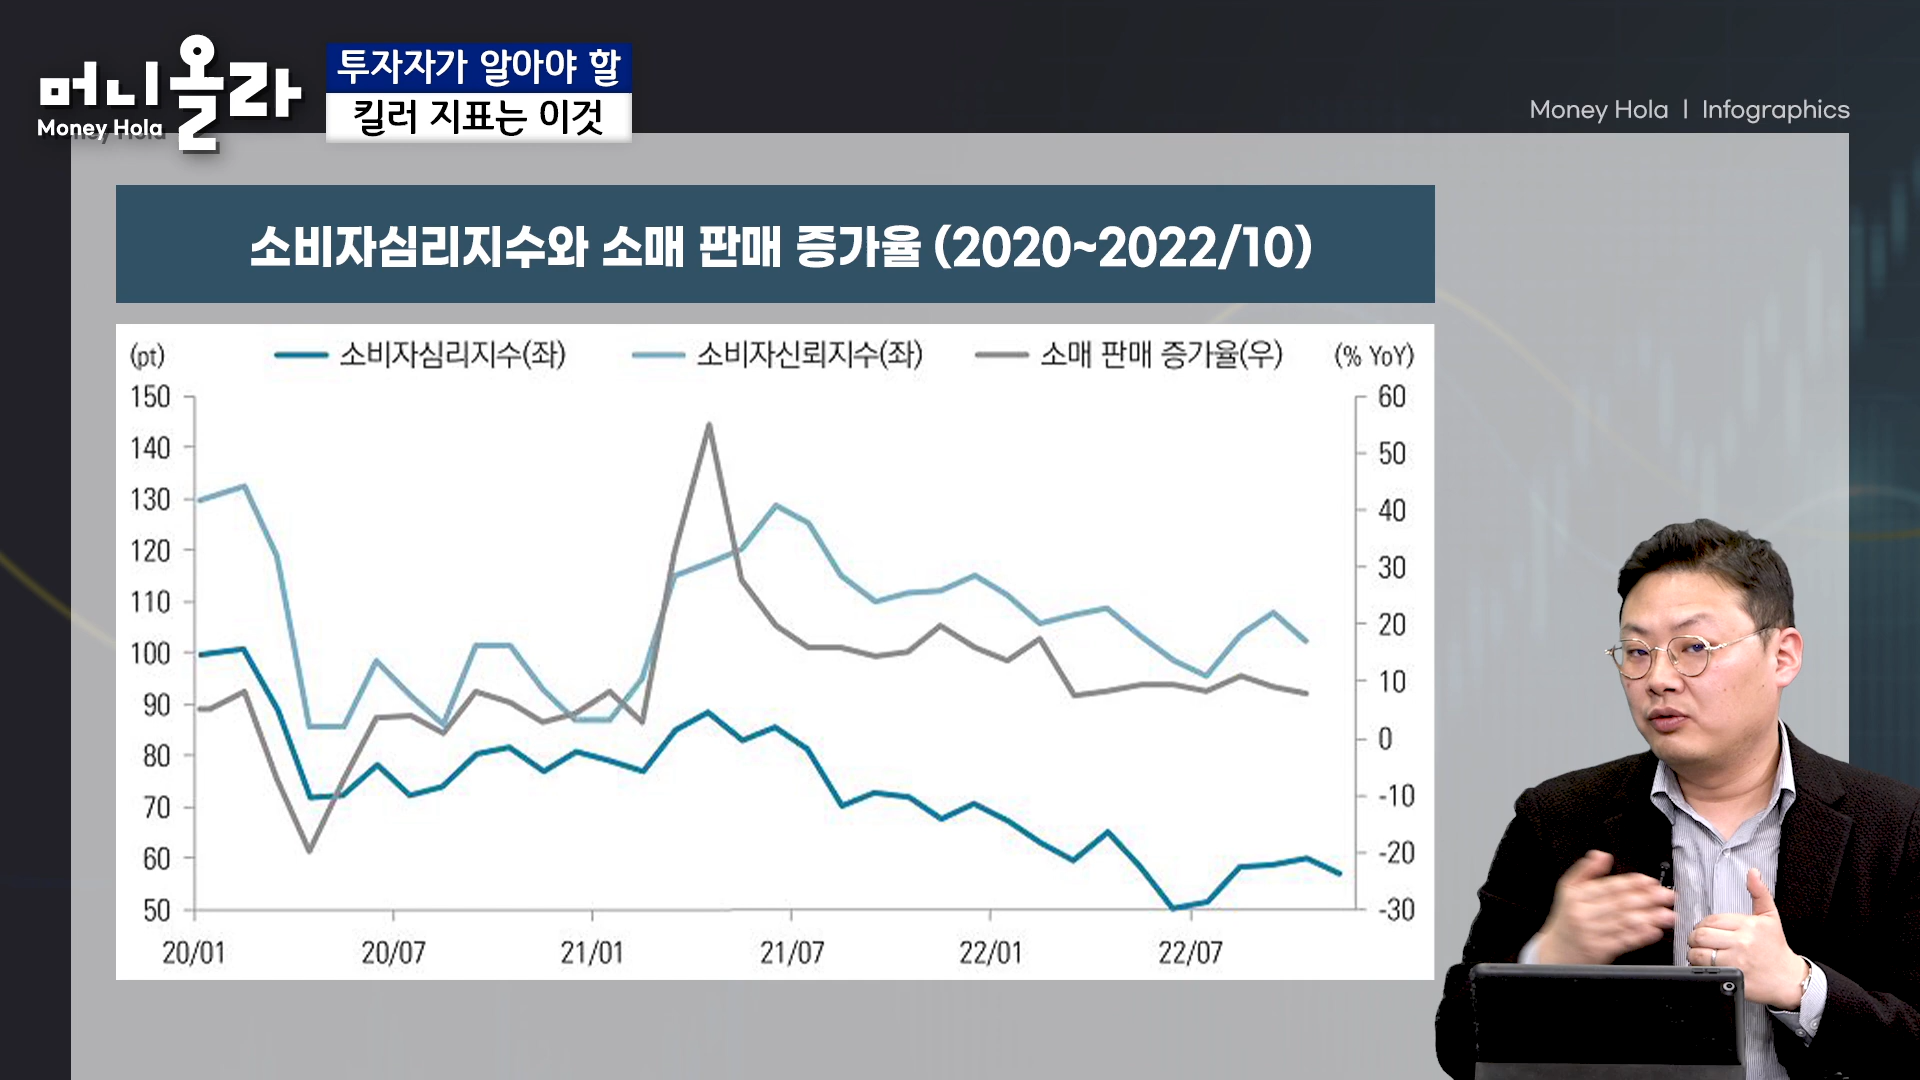 머니올라
Money Hola
투자자가 알아야 할
킬러 지표는 이것
Money Hola | Infographics
소비자심리지수와 소매 판매 증가율 (2020~2022/10)
(pt) 소비자심리지수(좌) 소비자신뢰지수(좌) 소매 판매 증가율(우) (% YoY)
150 60
140 50
130 40
120 30
110 20
100 10
90 0
80 -10
70 -20
60 -30
50
20/01 20/07 21/01 21/07 22/01 22/07